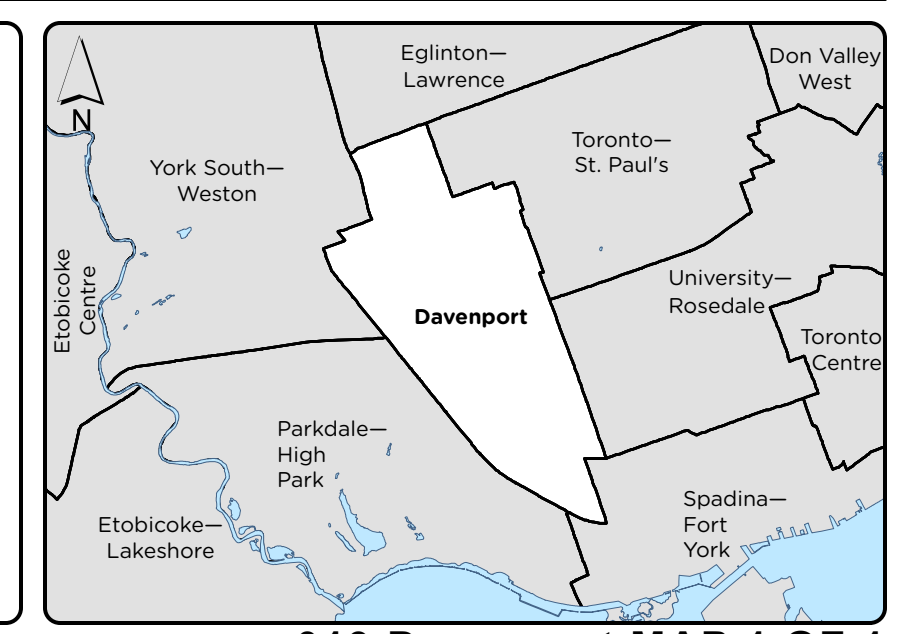 Eglinton—
Lawrence
Don Valley
West
N
Toronto—
St. Paul's
York South—
Weston
Etobicoke
Centre
University—
Rosedale
Davenport
Toronto
Centre
Parkdale—
High
Park
Spadina—
Fort
York
Etobicoke—
Lakeshore